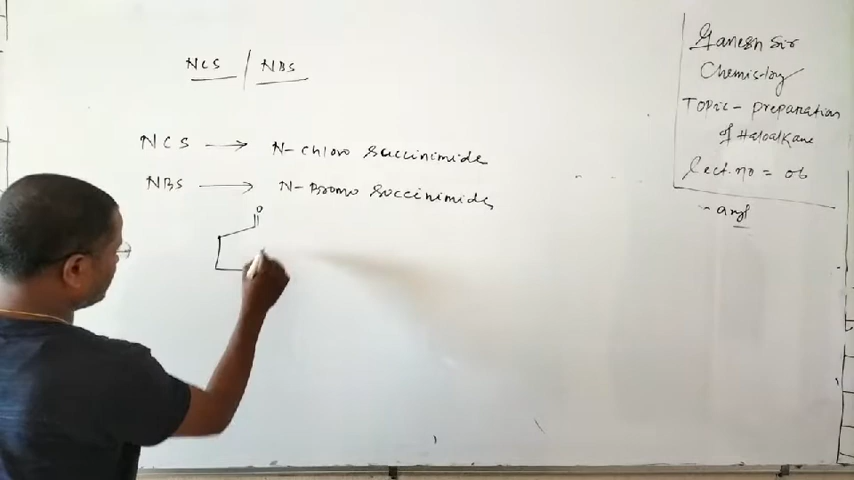 NCS / NBS
NCS → N-chloro Succinimide
NBS → N-Bromo Succinimide
O
Ganesh Sir
Chemistry
Topic - preparation
of Haloalkane
Lect.no = 06